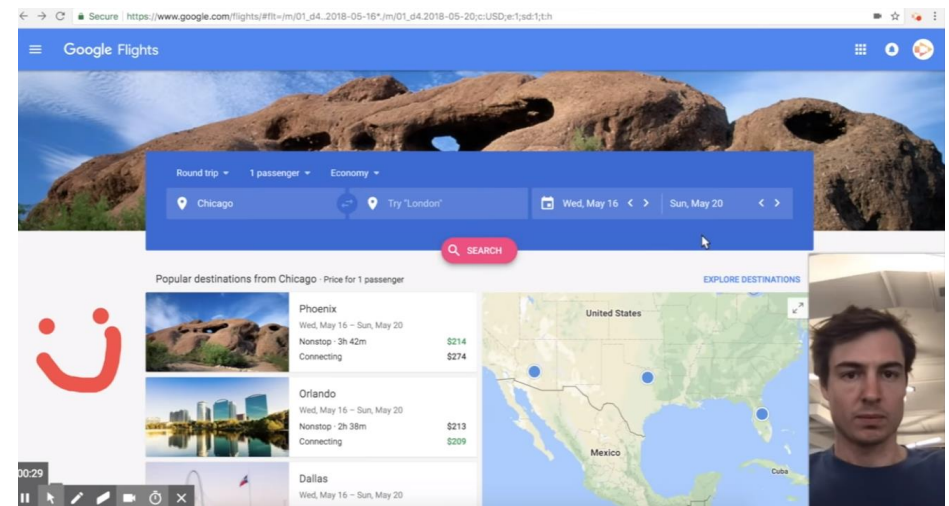 Secure | https://www.google.com/flights/#flt=/m/01_d4..2018-05-16*./m/01_d4.2018-05-20;c:USD;e:1;sd:1;t:h
Google Flights
Round trip 1 passenger Economy
Chicago Try "London" Wed, May 16 Sun, May 20
SEARCH
Popular destinations from Chicago · Price for 1 passenger EXPLORE DESTINATIONS
Phoenix
Wed, May 16 – Sun, May 20
Nonstop · 3h 42m $214
Connecting $274
Orlando
Wed, May 16 – Sun, May 20
Nonstop · 2h 38m $213
Connecting $209
Dallas
Wed, May 16 – Sun, May 20
United States
Mexico
Cuba
00:29